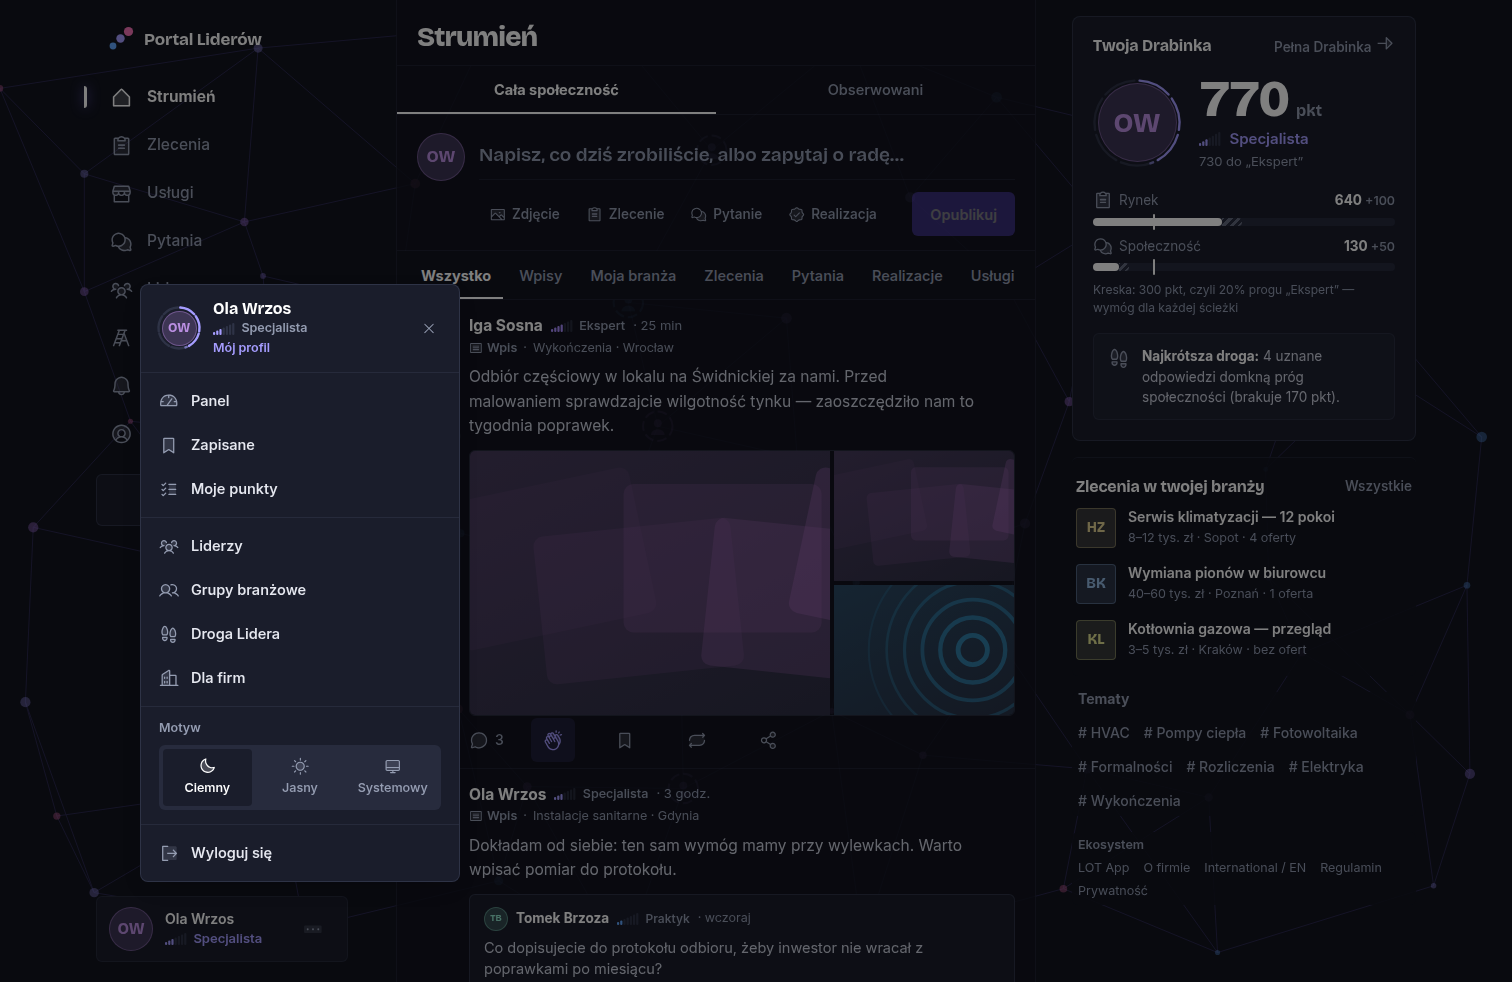 Portal Liderów
Strumień
Zlecenia
Usługi
Pytania
OW
Ola Wrzos
Specjalista
Mój profil
Panel
Zapisane
Moje punkty
Liderzy
Grupy branżowe
Droga Lidera
Dla firm
Motyw
Ciemny
Jasny
Systemowy
Wyloguj się
OW
Ola Wrzos
Specjalista
Strumień
Cała społeczność
Obserwowani
OW
Napisz, co dziś zrobiliście, albo zapytaj o radę...
Zdjęcie
Zlecenie
Pytanie
Realizacja
Opublikuj
Wszystko
Wpisy
Moja branża
Zlecenia
Pytania
Realizacje
Usługi
Iga Sosna Ekspert · 25 min
Wpis · Wykończenia · Wrocław
Odbiór częściowy w lokalu na Świdnickiej za nami. Przed
malowaniem sprawdzajcie wilgotność tynku — zaoszczędziło nam to
tygodnia poprawek.
3
Ola Wrzos Specjalista · 3 godz.
Wpis · Instalacje sanitarne · Gdynia
Dokładam od siebie: ten sam wymóg mamy przy wylewkach. Warto
wpisać pomiar do protokołu.
TB Tomek Brzoza Praktyk · wczoraj
Co dopisujecie do protokołu odbioru, żeby inwestor nie wracał z
poprawkami po miesiącu?
Twoja Drabinka
Pełna Drabinka
OW
770 pkt
Specjalista
730 do „Ekspert”
Rynek 640 +100
Społeczność 130 +50
Kreska: 300 pkt, czyli 20% progu „Ekspert” —
wymóg dla każdej ścieżki
Najkrótsza droga: 4 uznane
odpowiedzi domkną próg
społeczności (brakuje 170 pkt).
Zlecenia w twojej branży
Wszystkie
HZ
Serwis klimatyzacji — 12 pokoi
8–12 tys. zł · Sopot · 4 oferty
BK
Wymiana pionów w biurowcu
40–60 tys. zł · Poznań · 1 oferta
KL
Kotłownia gazowa — przegląd
3–5 tys. zł · Kraków · bez ofert
Tematy
# HVAC # Pompy ciepła # Fotowoltaika
# Formalności # Rozliczenia # Elektryka
# Wykończenia
Ekosystem
LOT App O firmie International / EN Regulamin
Prywatność